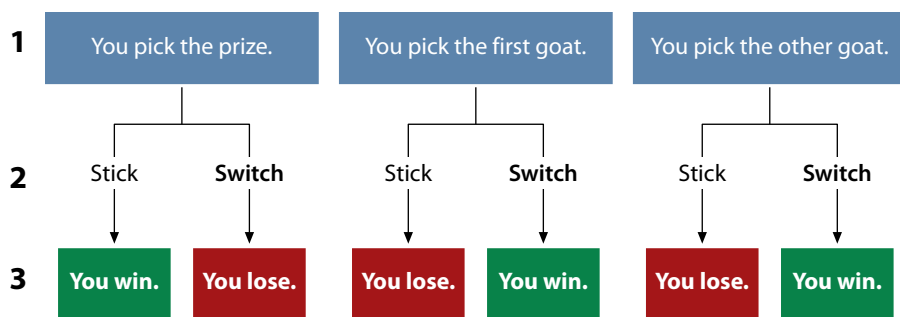 1 You pick the prize. You pick the first goat. You pick the other goat.
2 Stick Switch Stick Switch Stick Switch
3 You win. You lose. You lose. You win. You lose. You win.